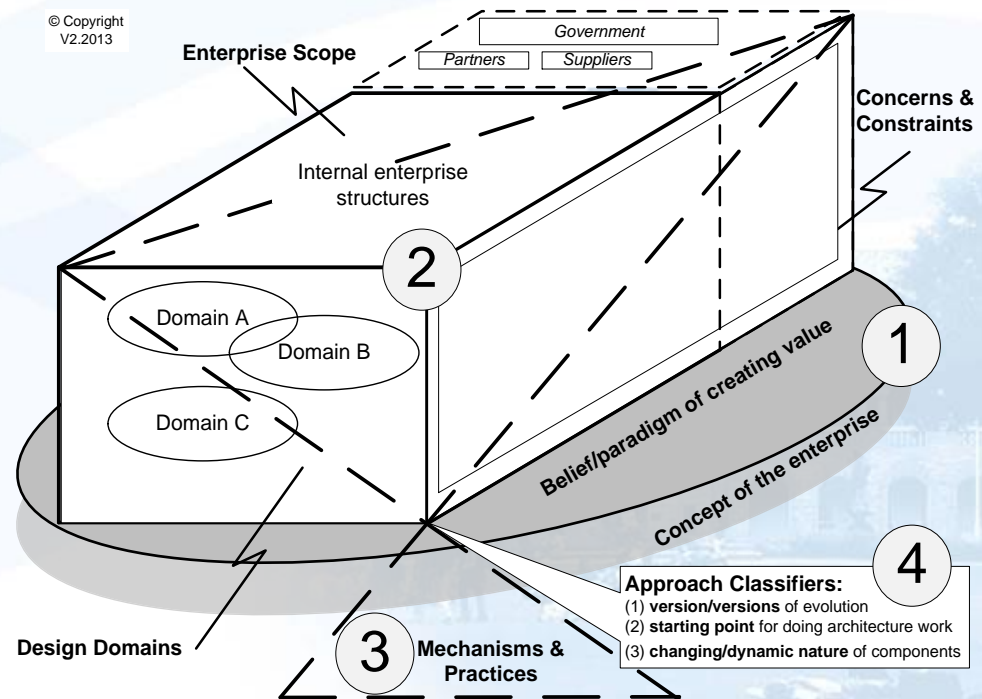 © Copyright
V2.2013
Government
Enterprise Scope
Partners
Suppliers
Concerns &
Constraints
Internal enterprise
structures
2
Domain A
Domain B
1
Domain C
Belief/paradigm of creating value
Concept of the enterprise
4
Approach Classifiers:
(1) version/versions of evolution
(2) starting point for doing architecture work
(3) changing/dynamic nature of components
Design Domains
3
Mechanisms &
Practices